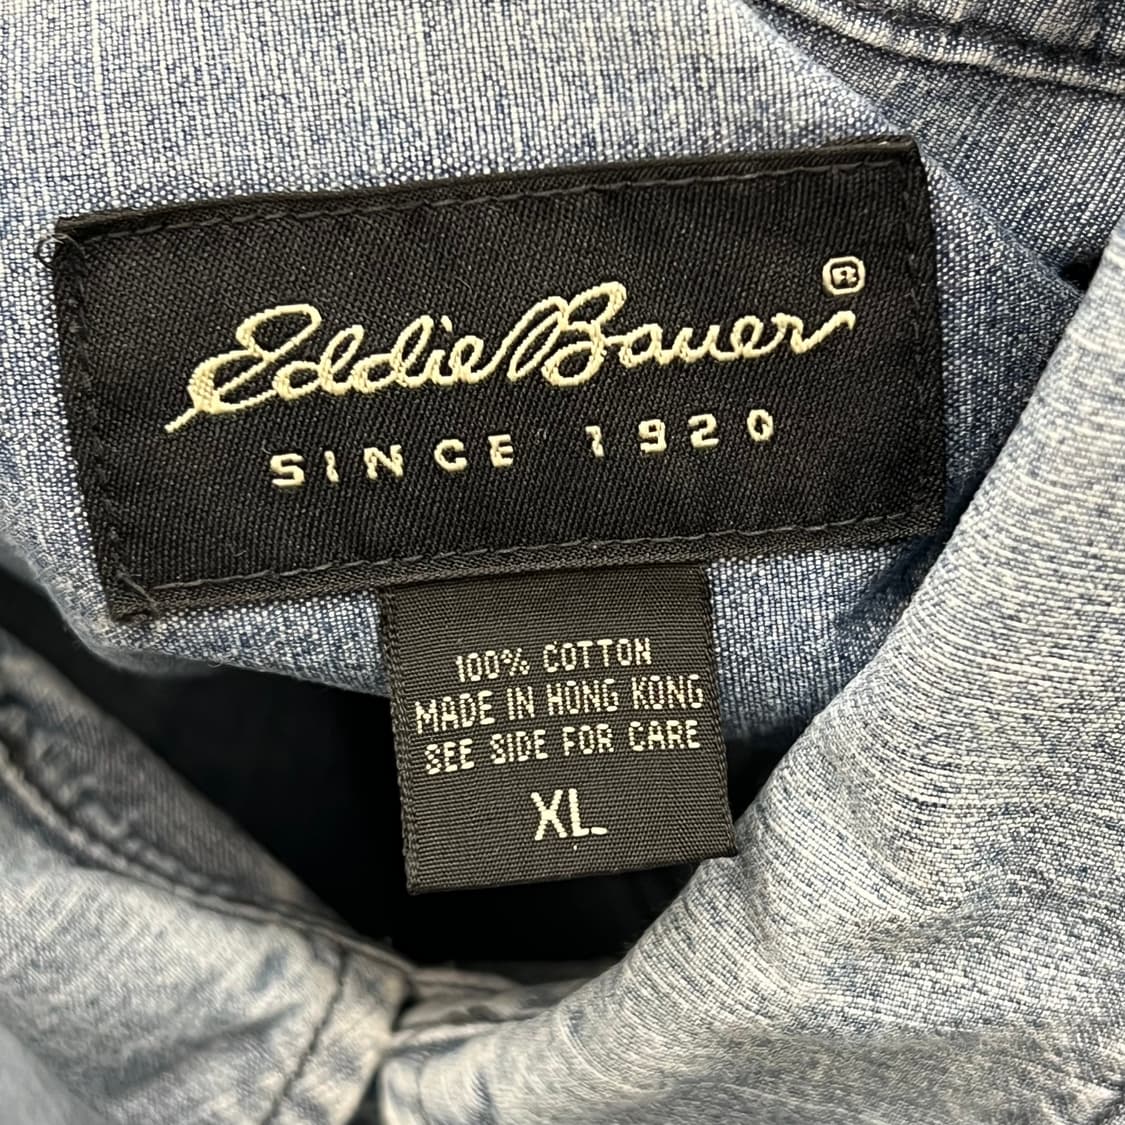 Eddie Bauer®
SINCE 1920
100% COTTON
MADE IN HONG KONG
SEE SIDE FOR CARE
XL